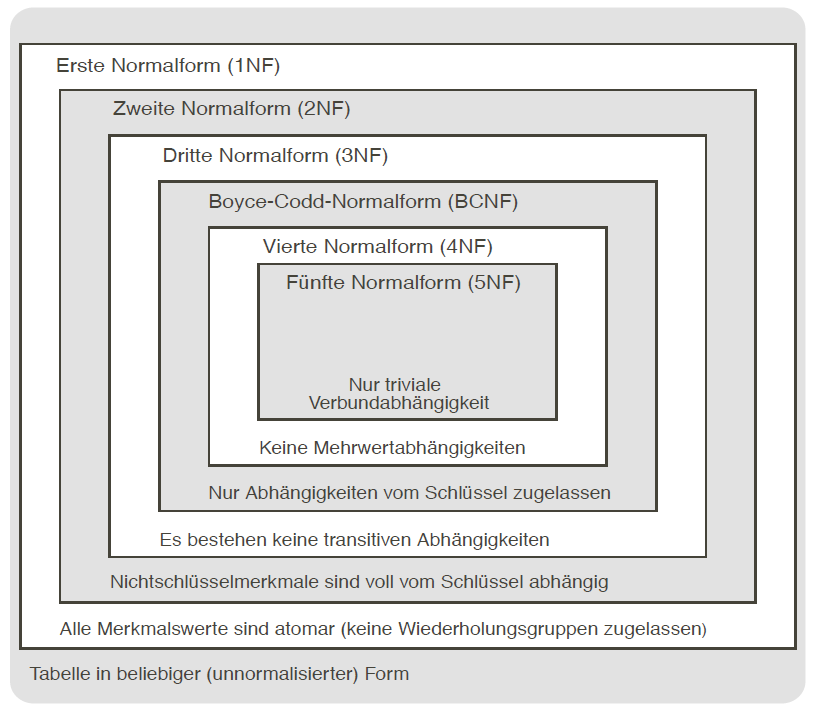 Erste Normalform (1NF)
Zweite Normalform (2NF)
Dritte Normalform (3NF)
Boyce-Codd-Normalform (BCNF)
Vierte Normalform (4NF)
Fünfte Normalform (5NF)
Nur triviale
Verbundabhängigkeit
Keine Mehrwertabhängigkeiten
Nur Abhängigkeiten vom Schlüssel zugelassen
Es bestehen keine transitiven Abhängigkeiten
Nichtschlüsselmerkmale sind voll vom Schlüssel abhängig
Alle Merkmalswerte sind atomar (keine Wiederholungsgruppen zugelassen)
Tabelle in beliebiger (unnormalisierter) Form